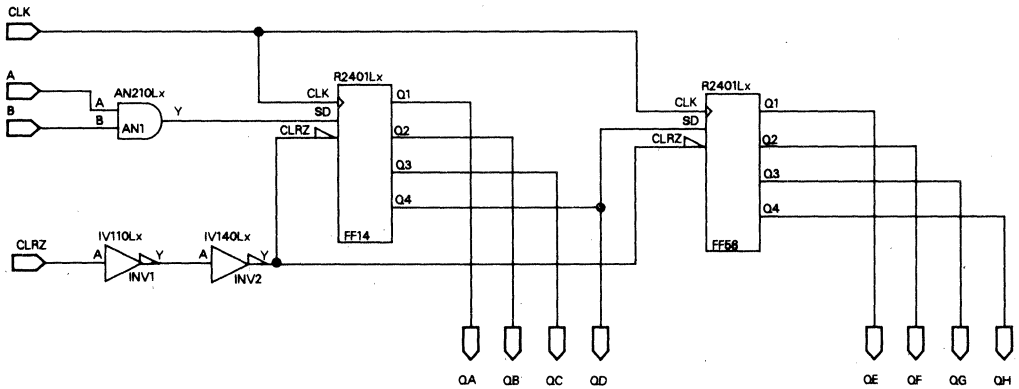 CLK
A
B
AN210Lx
A
B
Y
AN1
R2401Lx
CLK
SD
CLRZ
Q1
Q2
Q3
Q4
FF14
R2401Lx
CLK
SD
CLRZ
Q1
Q2
Q3
Q4
FF56
CLRZ
IV110Lx
A
Y
INV1
IV140Lx
A
Y
INV2
QA
QB
QC
QD
QE
QF
QG
QH